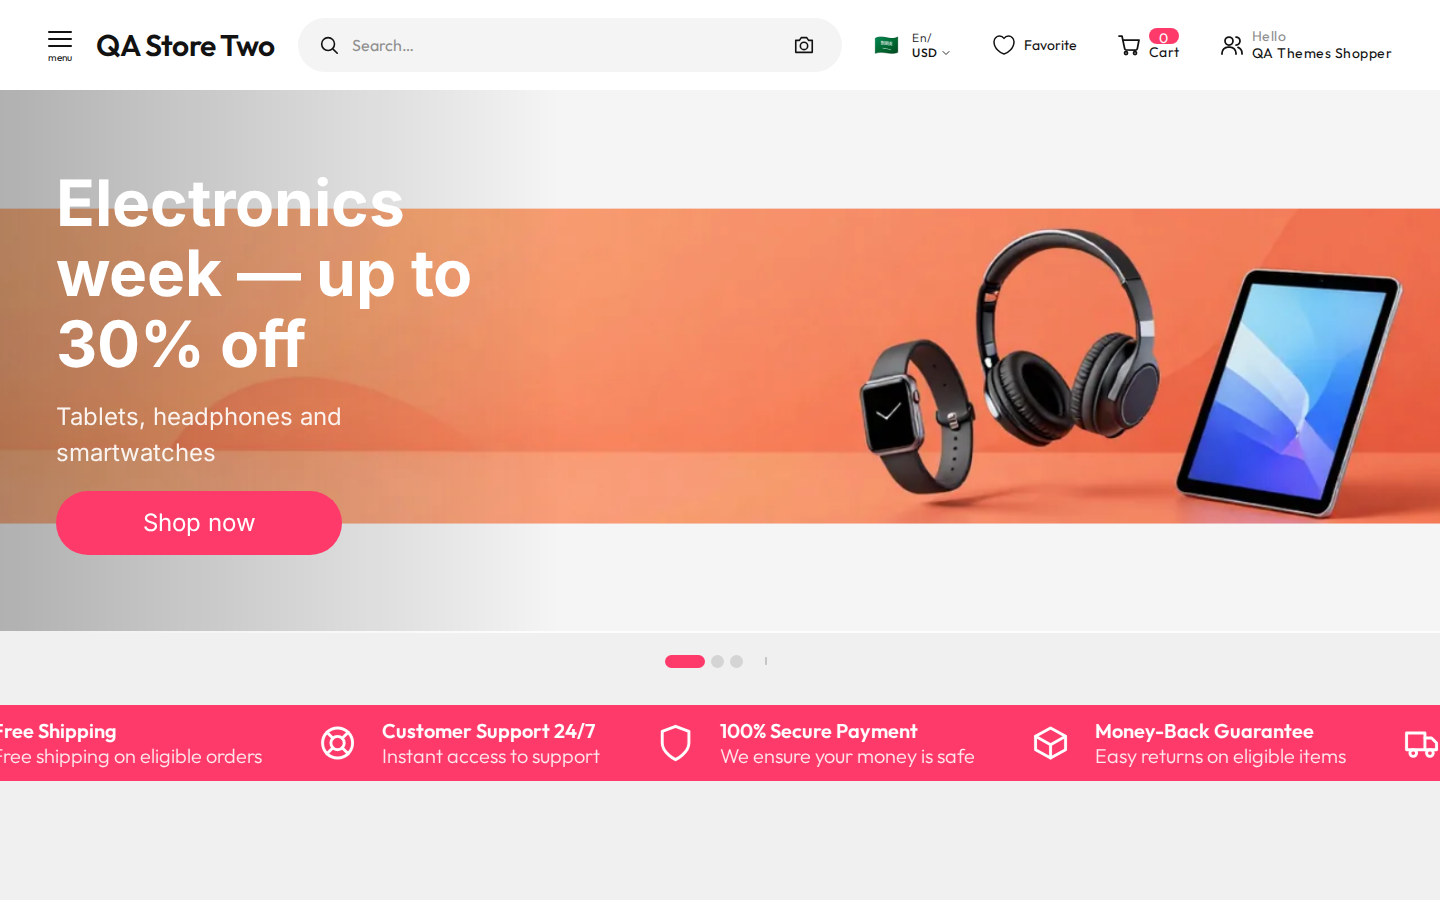 menu
QA Store Two
Search...
En/
USD
Favorite
0
Cart
Hello
QA Themes Shopper
Electronics
week — up to
30% off
Tablets, headphones and
smartwatches
Shop now
Free Shipping
Free shipping on eligible orders
Customer Support 24/7
Instant access to support
100% Secure Payment
We ensure your money is safe
Money-Back Guarantee
Easy returns on eligible items